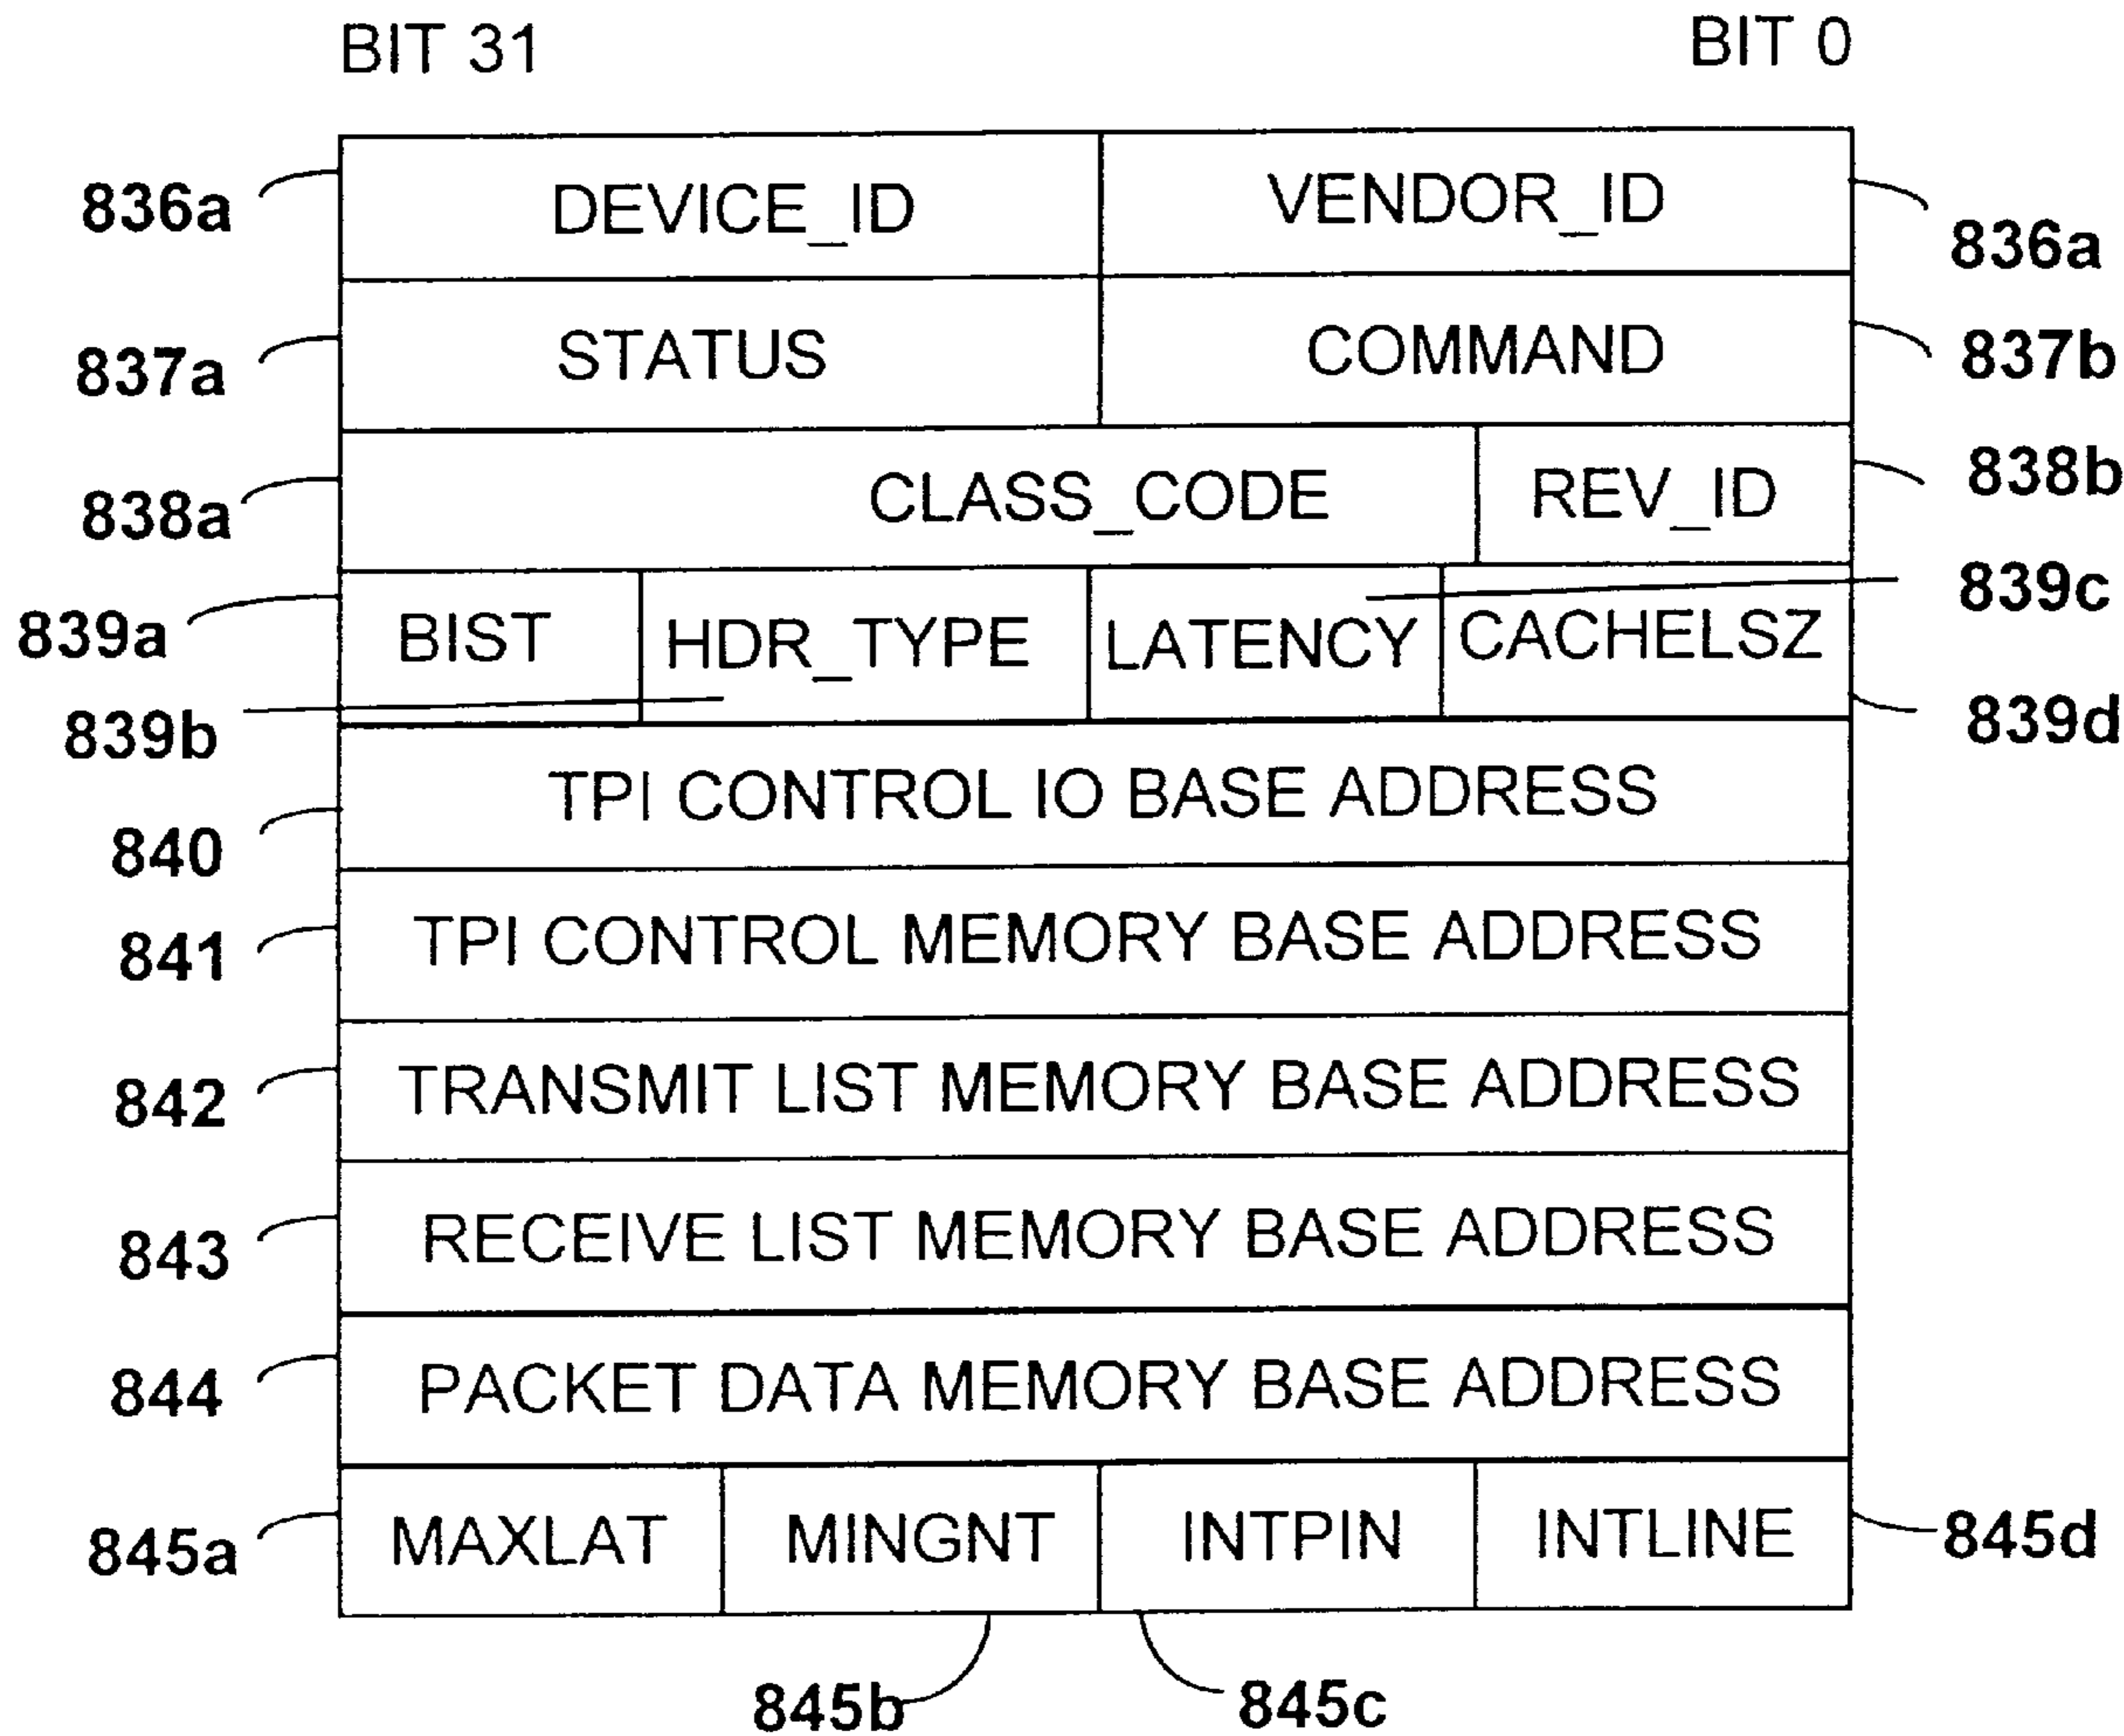 BIT 31 BIT 0
836a DEVICE_ID VENDOR_ID 836a
837a STATUS COMMAND 837b
838a CLASS_CODE REV_ID 838b
839a BIST HDR_TYPE LATENCY CACHELSZ 839c
839b 839d
840 TPI CONTROL IO BASE ADDRESS
841 TPI CONTROL MEMORY BASE ADDRESS
842 TRANSMIT LIST MEMORY BASE ADDRESS
843 RECEIVE LIST MEMORY BASE ADDRESS
844 PACKET DATA MEMORY BASE ADDRESS
845a MAXLAT MINGNT INTPIN INTLINE 845d
845b 845c